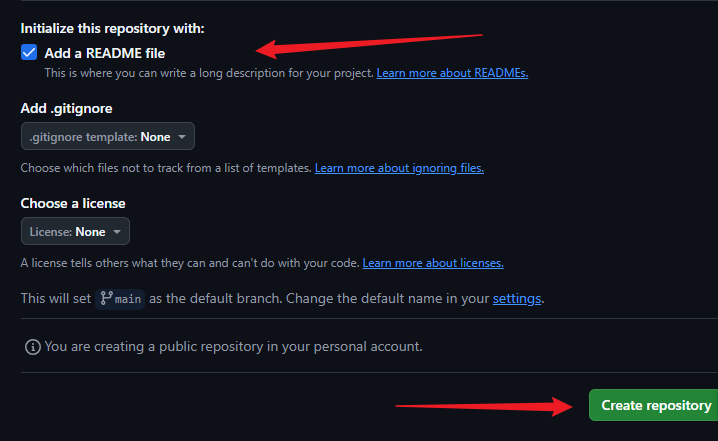 Initialize this repository with:
Add a README file
This is where you can write a long description for your project. Learn more about READMEs.
Add .gitignore
.gitignore template: None
Choose which files not to track from a list of templates. Learn more about ignoring files.
Choose a license
License: None
A license tells others what they can and can't do with your code. Learn more about licenses.
This will set main as the default branch. Change the default name in your settings.
You are creating a public repository in your personal account.
Create repository